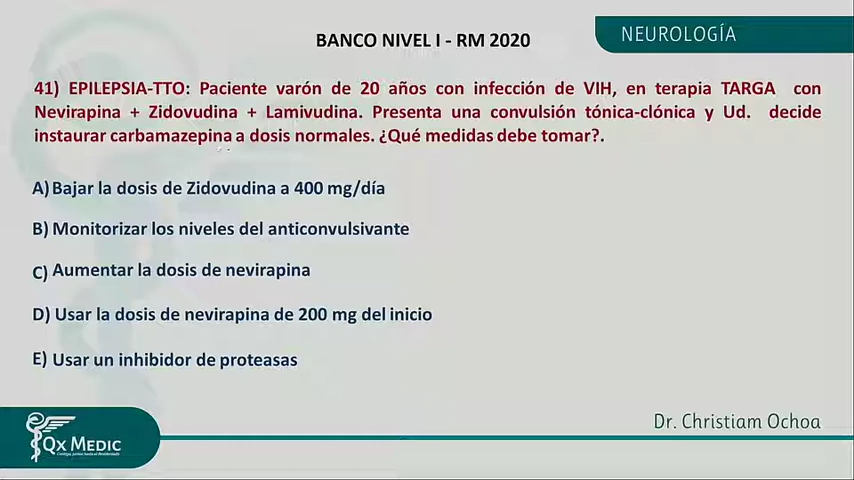 BANCO NIVEL I - RM 2020
NEUROLOGÍA
41) EPILEPSIA-TTO: Paciente varón de 20 años con infección de VIH, en terapia TARGA con
Nevirapina + Zidovudina + Lamivudina. Presenta una convulsión tónica-clónica y Ud. decide
instaurar carbamazepina a dosis normales. ¿Qué medidas debe tomar?.
A) Bajar la dosis de Zidovudina a 400 mg/día
B) Monitorizar los niveles del anticonvulsivante
C) Aumentar la dosis de nevirapina
D) Usar la dosis de nevirapina de 200 mg del inicio
E) Usar un inhibidor de proteasas
Dr. Christiam Ochoa
QX MEDIC